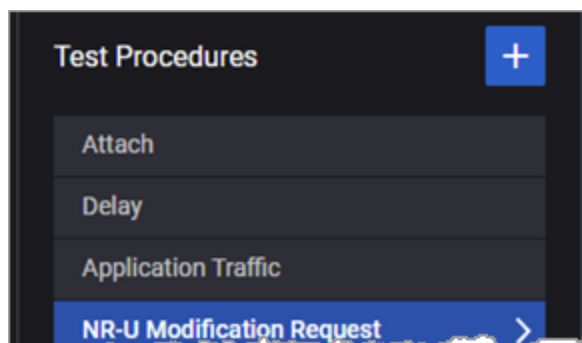 Test Procedures +
Attach
Delay
Application Traffic
NR-U Modification Request >